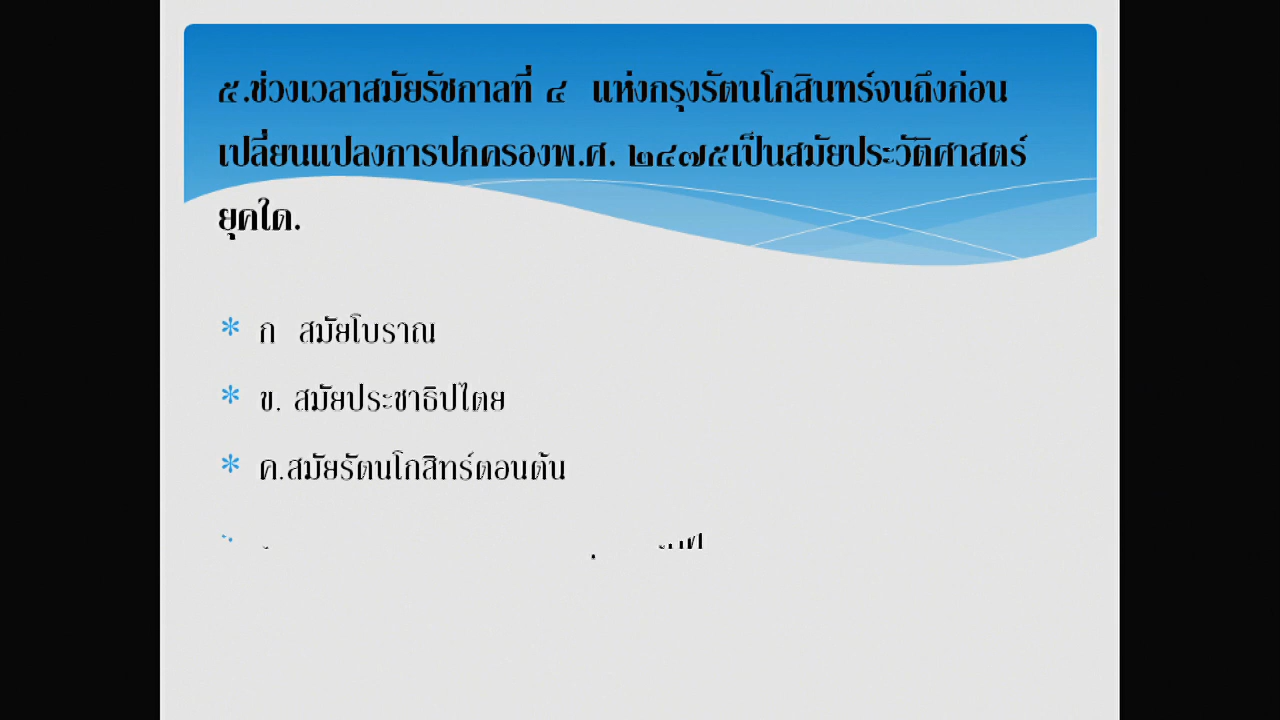 ๕.ช่วงเวลาสมัยรัชกาลที่ ๔ แห่งกรุงรัตนโกสินทร์จนถึงก่อน
เปลี่ยนแปลงการปกครองพ.ศ. ๒๔๗๕เป็นสมัยประวัติศาสตร์
ยุคใด.
* ก สมัยโบราณ
* ข. สมัยประชาธิปไตย
* ค.สมัยรัตนโกสิทร์ตอนต้น